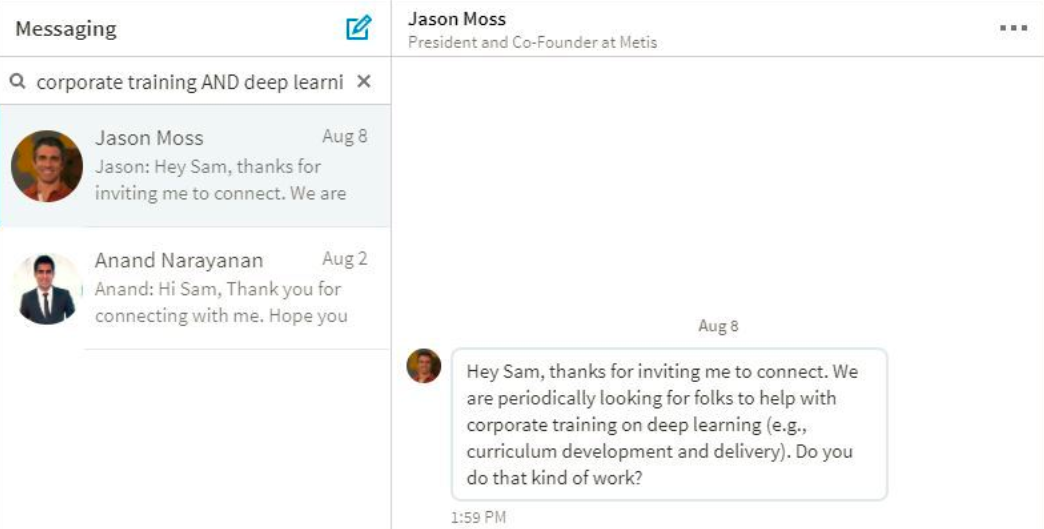 Messaging
corporate training AND deep learni
Jason Moss Aug 8
Jason: Hey Sam, thanks for
inviting me to connect. We are
Anand Narayanan Aug 2
Anand: Hi Sam, Thank you for
connecting with me. Hope you
Jason Moss
President and Co-Founder at Metis
Aug 8
Hey Sam, thanks for inviting me to connect. We
are periodically looking for folks to help with
corporate training on deep learning (e.g.,
curriculum development and delivery). Do you
do that kind of work?
1:59 PM